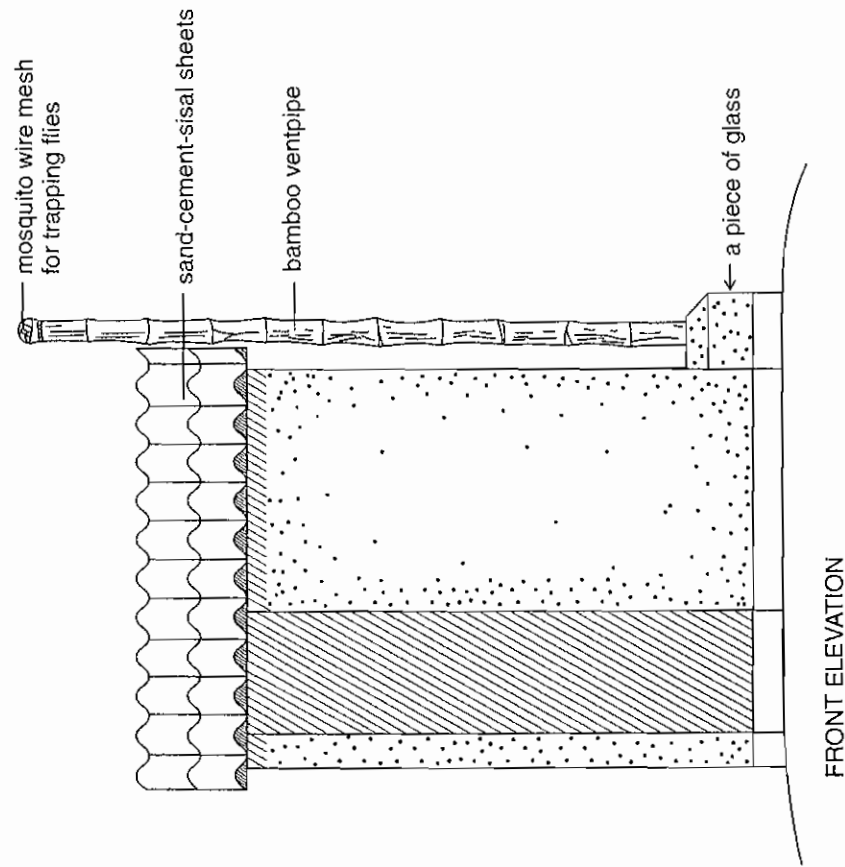 mosquito wire mesh
for trapping flies
sand-cement-sisal sheets
bamboo ventpipe
a piece of glass
FRONT ELEVATION